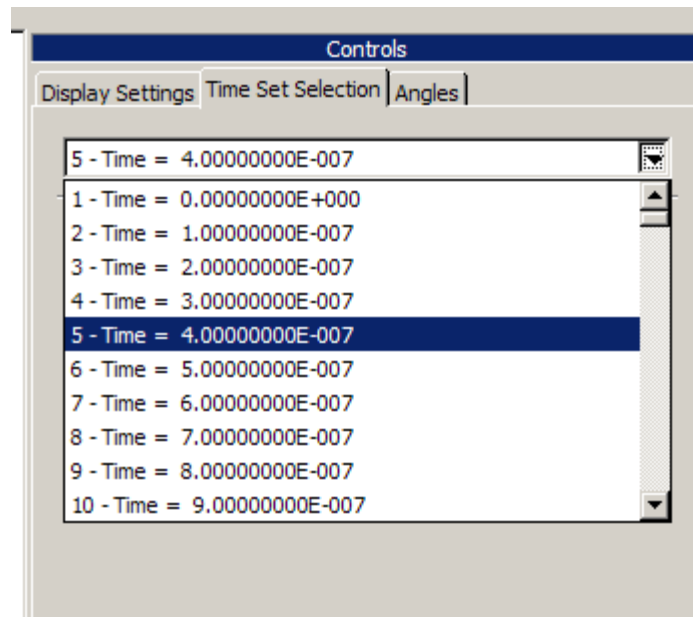 Controls
Display Settings Time Set Selection Angles
5 - Time = 4.00000000E-007
1 - Time = 0.00000000E+000
2 - Time = 1.00000000E-007
3 - Time = 2.00000000E-007
4 - Time = 3.00000000E-007
5 - Time = 4.00000000E-007
6 - Time = 5.00000000E-007
7 - Time = 6.00000000E-007
8 - Time = 7.00000000E-007
9 - Time = 8.00000000E-007
10 - Time = 9.00000000E-007